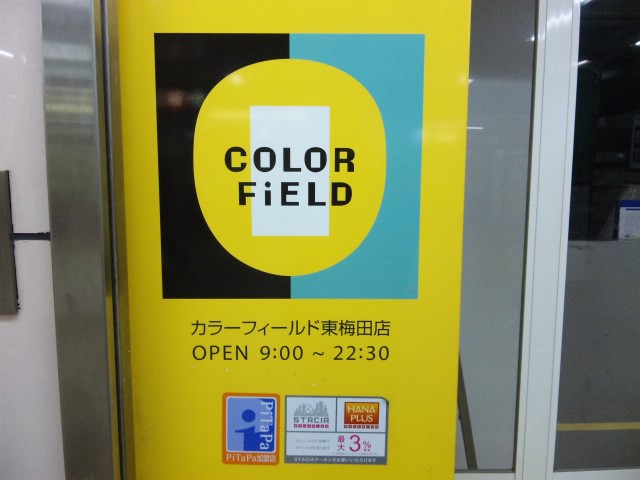 COLOR
FiELD
カラーフィールド東梅田店
OPEN 9:00 ~ 22:30
PiTaPa
PiTaPa加盟店
STACIA
HANA
PLUS
最大3%